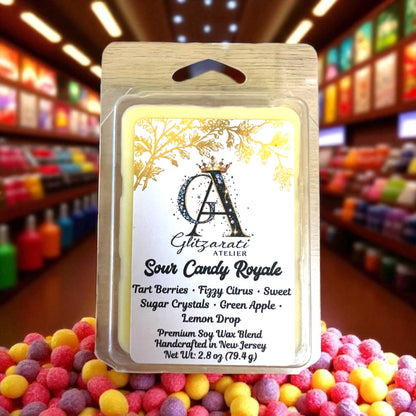 GA
Glitzarati
ATELIER
Sour Candy Royale
Tart Berries • Fizzy Citrus • Sweet
Sugar Crystals • Green Apple •
Lemon Drop
Premium Soy Wax Blend
Handcrafted in New Jersey
Net Wt: 2.8 oz (79.4 g)